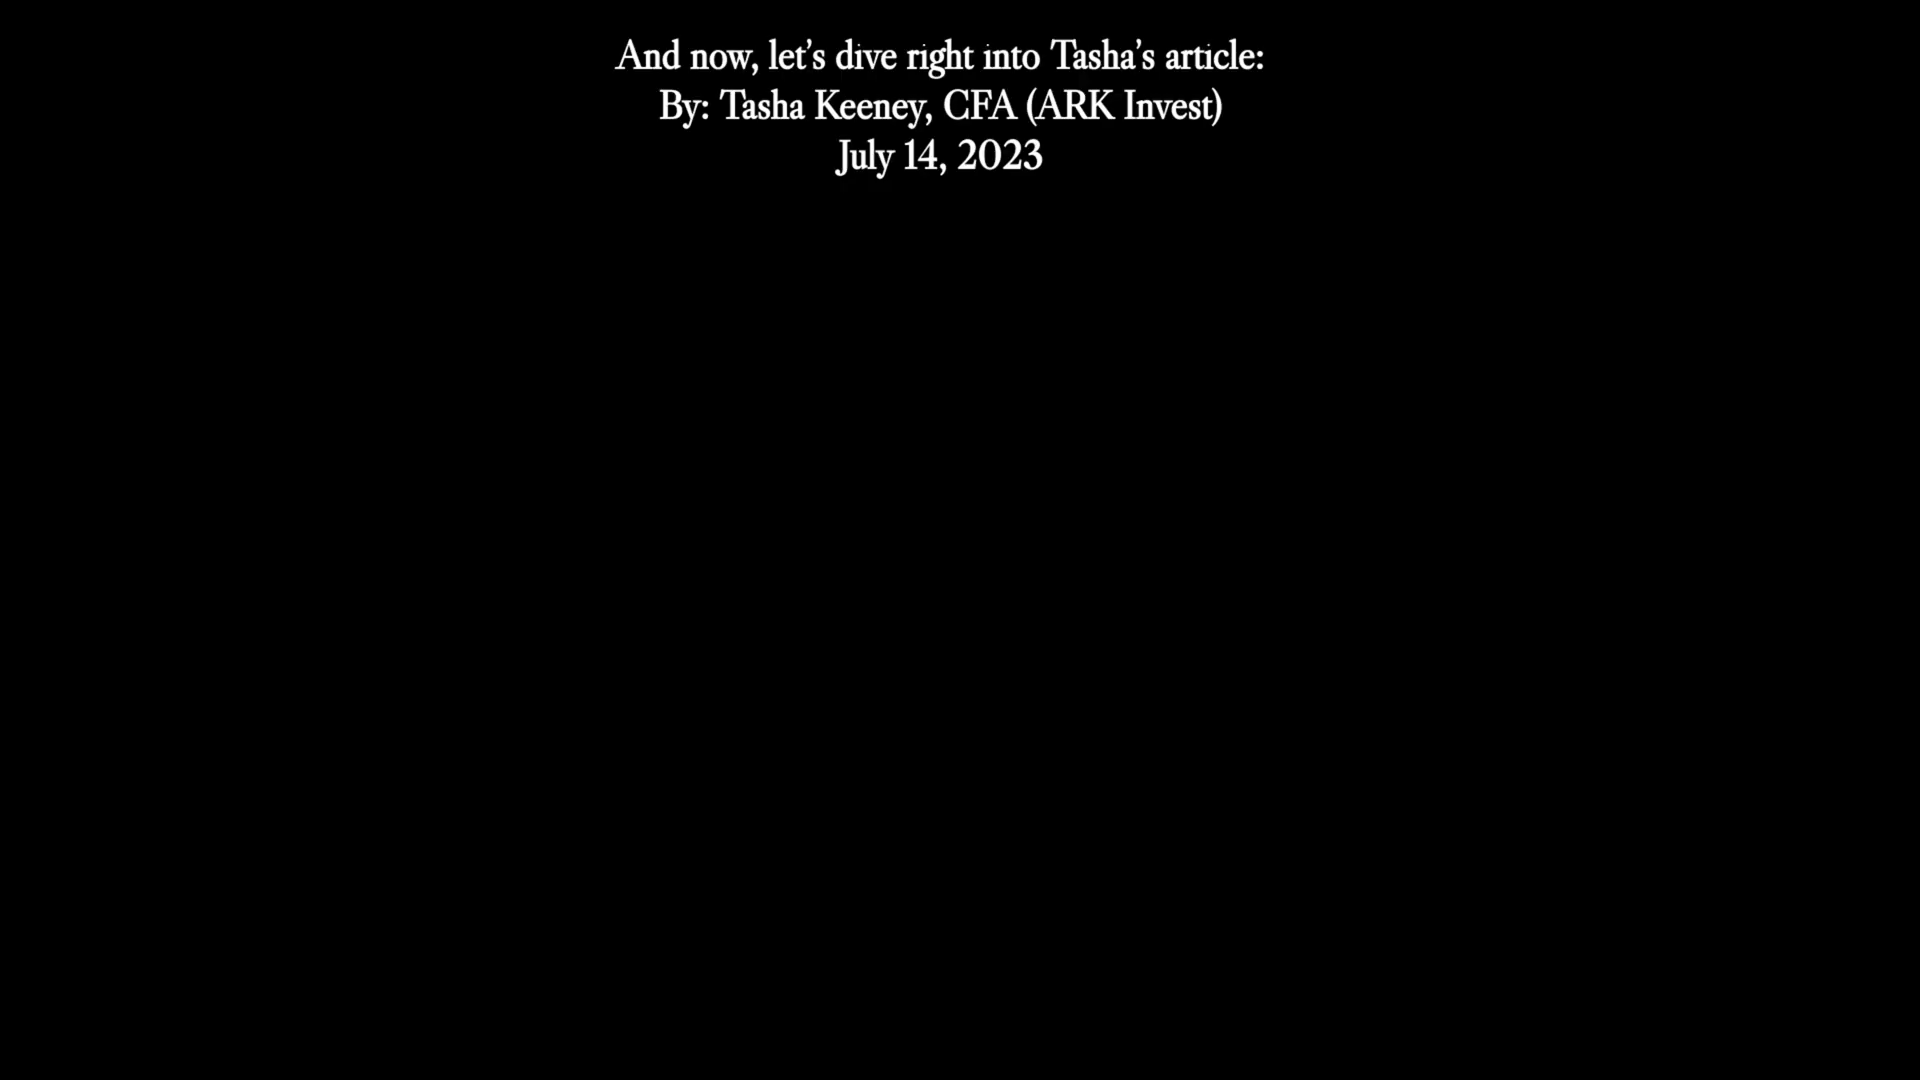 And now, let’s dive right into Tasha’s article:
By: Tasha Keeney, CFA (ARK Invest)
July 14, 2023